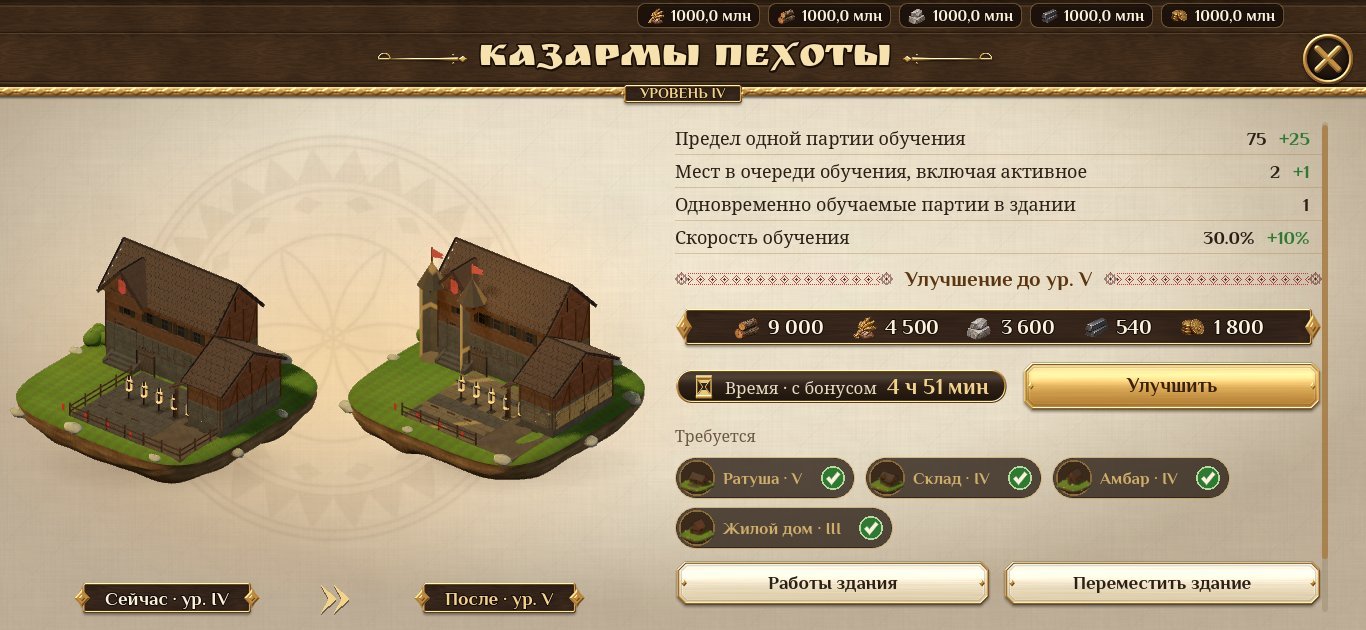 1000,0 млн 1000,0 млн 1000,0 млн 1000,0 млн 1000,0 млн
КАЗАРМЫ ПЕХОТЫ
УРОВЕНЬ IV
Предел одной партии обучения 75 +25
Мест в очереди обучения, включая активное 2 +1
Одновременно обучаемые партии в здании 1
Скорость обучения 30.0% +10%
Улучшение до ур. V
9 000 4 500 3 600 540 1 800
Время · с бонусом 4 ч 51 мин
Улучшить
Требуется
Ратуша · V Склад · IV Амбар · IV
Жилой дом · III
Работы здания Переместить здание
Сейчас · ур. IV После · ур. V